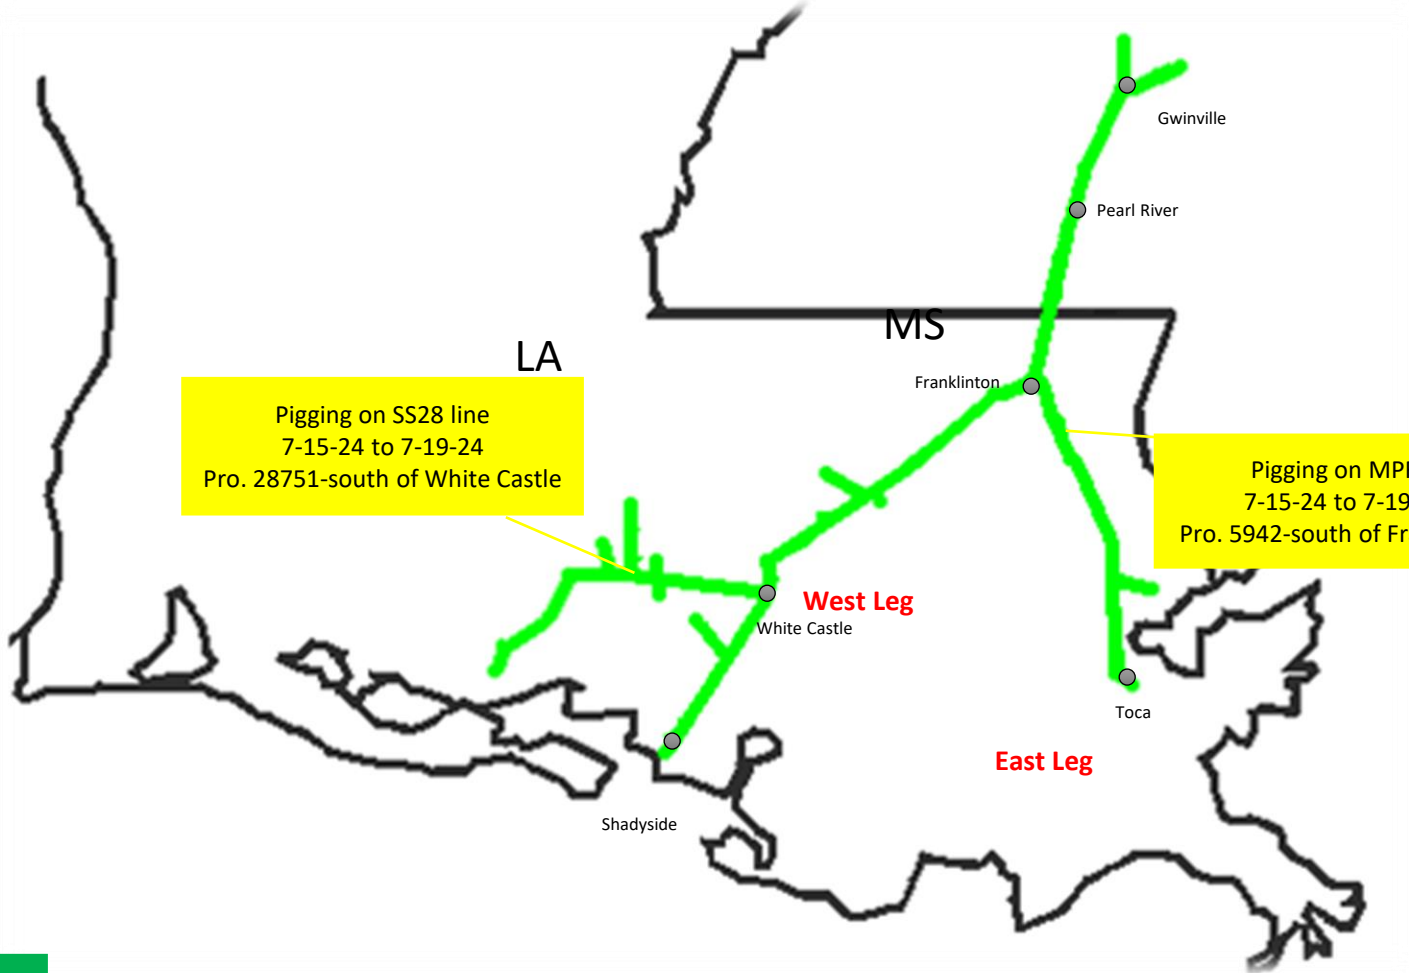 Gwinville
Pearl River
MS
LA
Franklinton
Pigging on SS28 line
7-15-24 to 7-19-24
Pro. 28751-south of White Castle
Pigging on
7-15-24 to 7-19
Pro. 5942-south of
West Leg
White Castle
Toca
East Leg
Shadyside